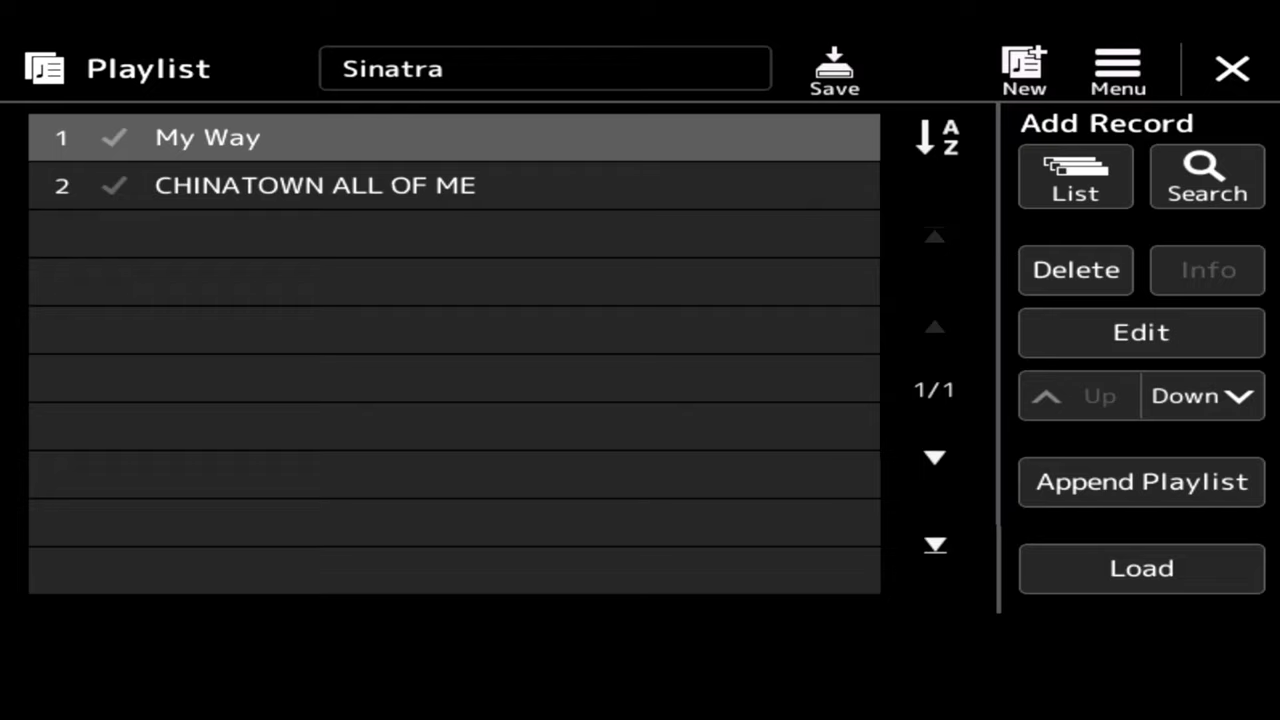 Playlist
Sinatra
Save
New
Menu
1 My Way
2 CHINATOWN ALL OF ME
A
Z
1/1
Add Record
List
Search
Delete
Info
Edit
Up
Down
Append Playlist
Load